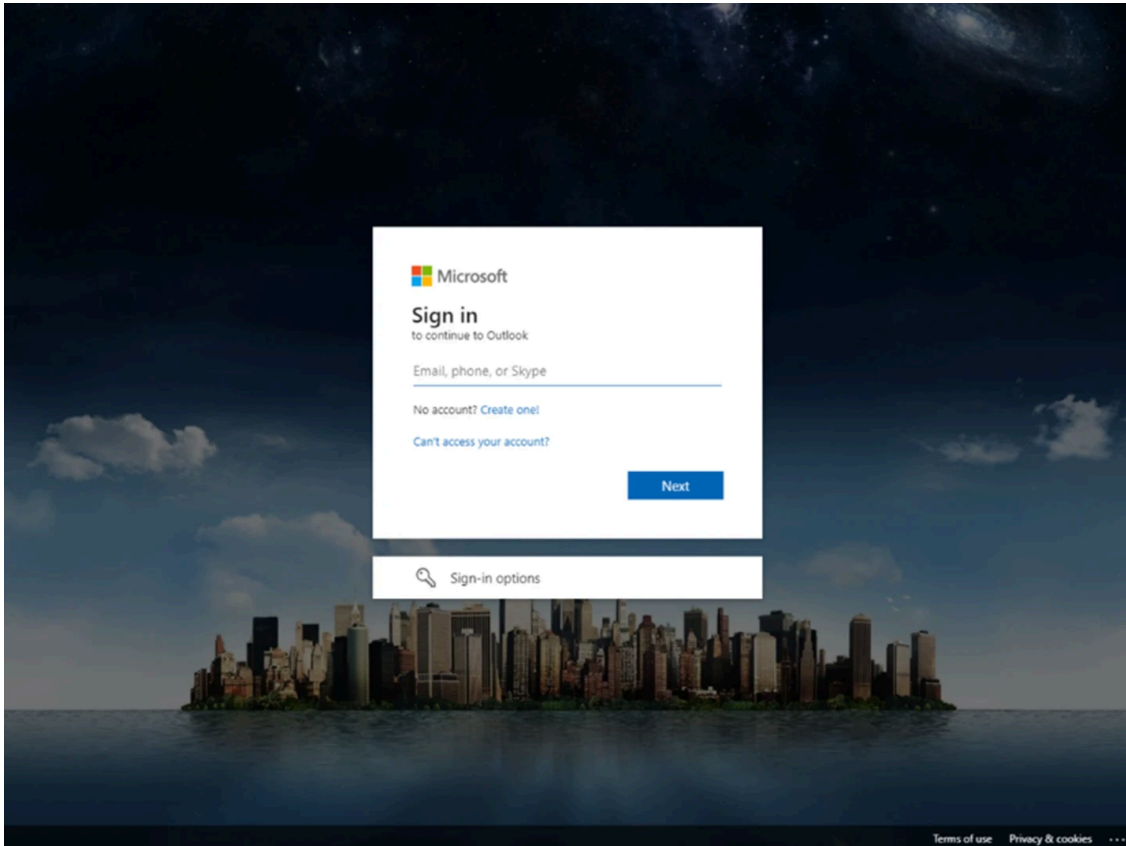 Microsoft
Sign in
to continue to Outlook
Email, phone, or Skype
No account? Create one!
Can't access your account?
Next
Sign-in options
Terms of use Privacy & cookies ...